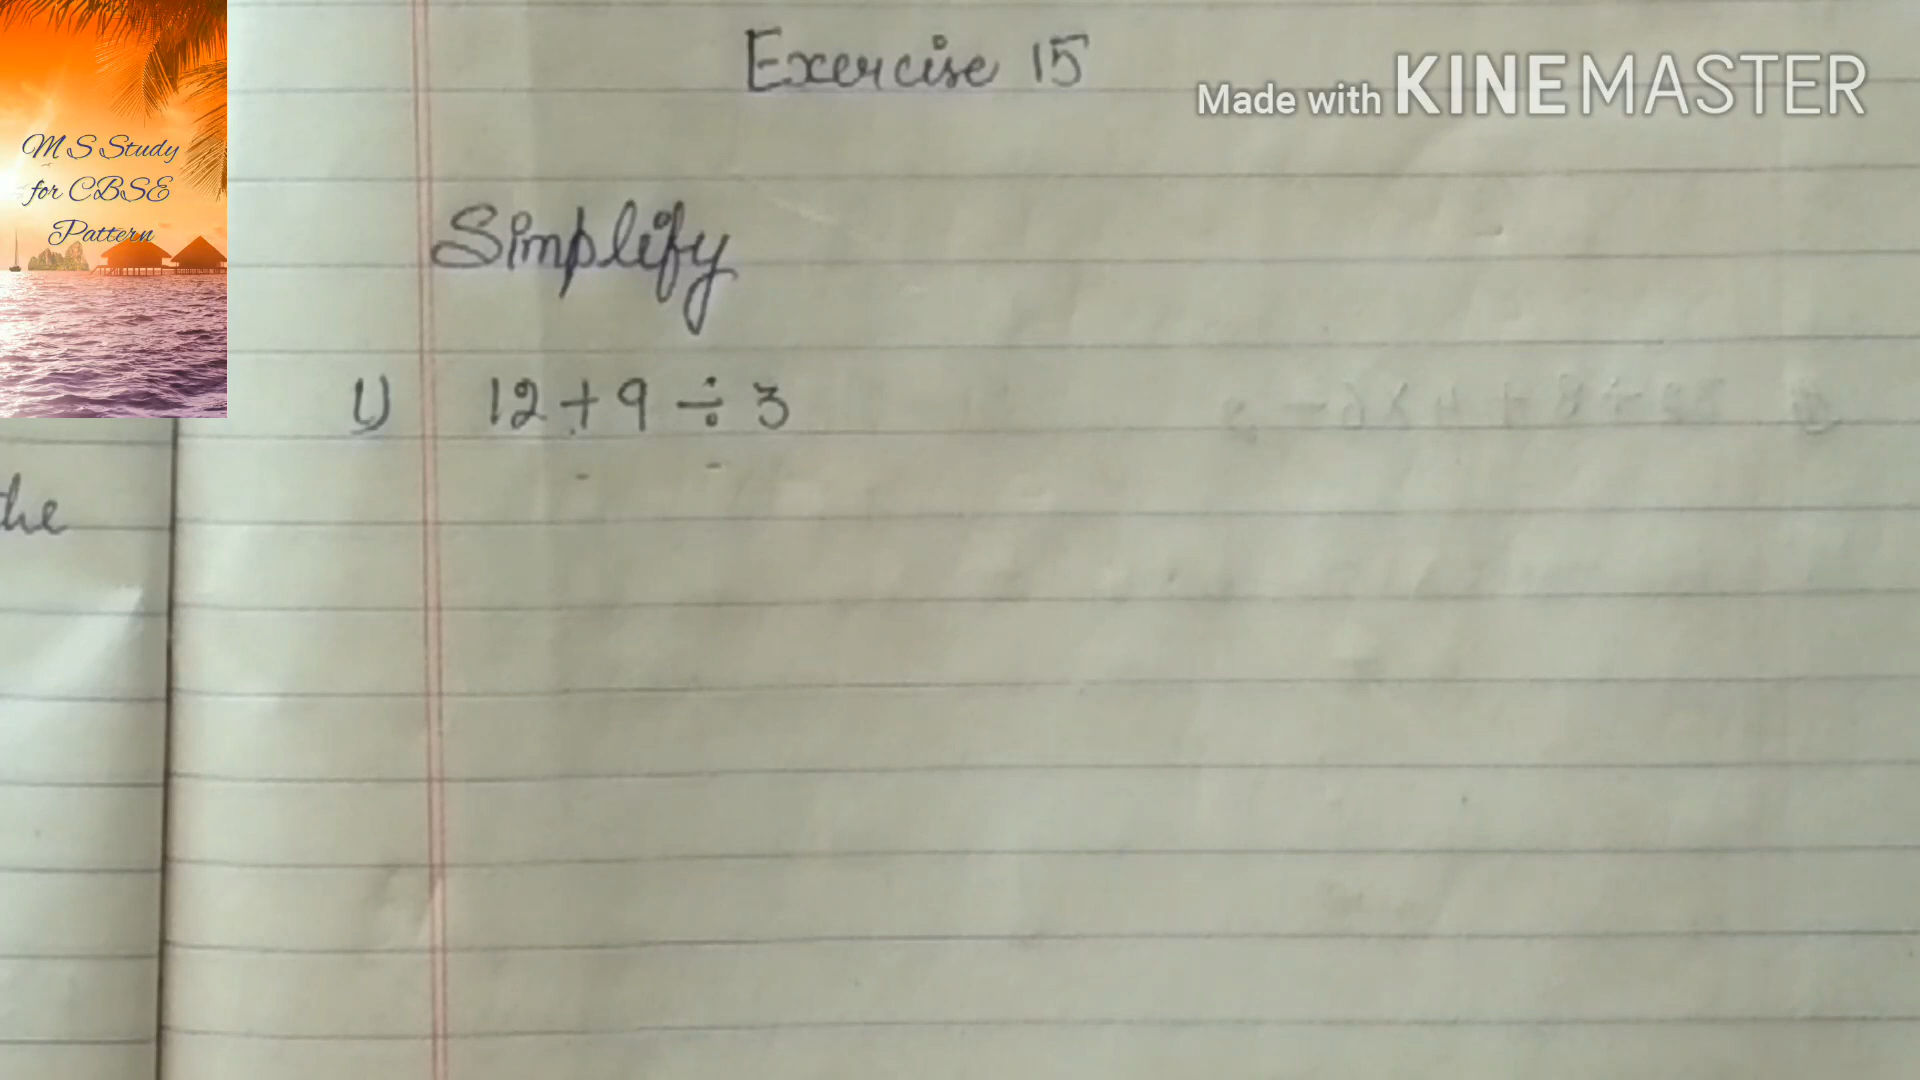 Exercise 15
Made with KINEMASTER
M S Study
for CBSE
Pattern
Simplify
1) 12 + 9 ÷ 3
the